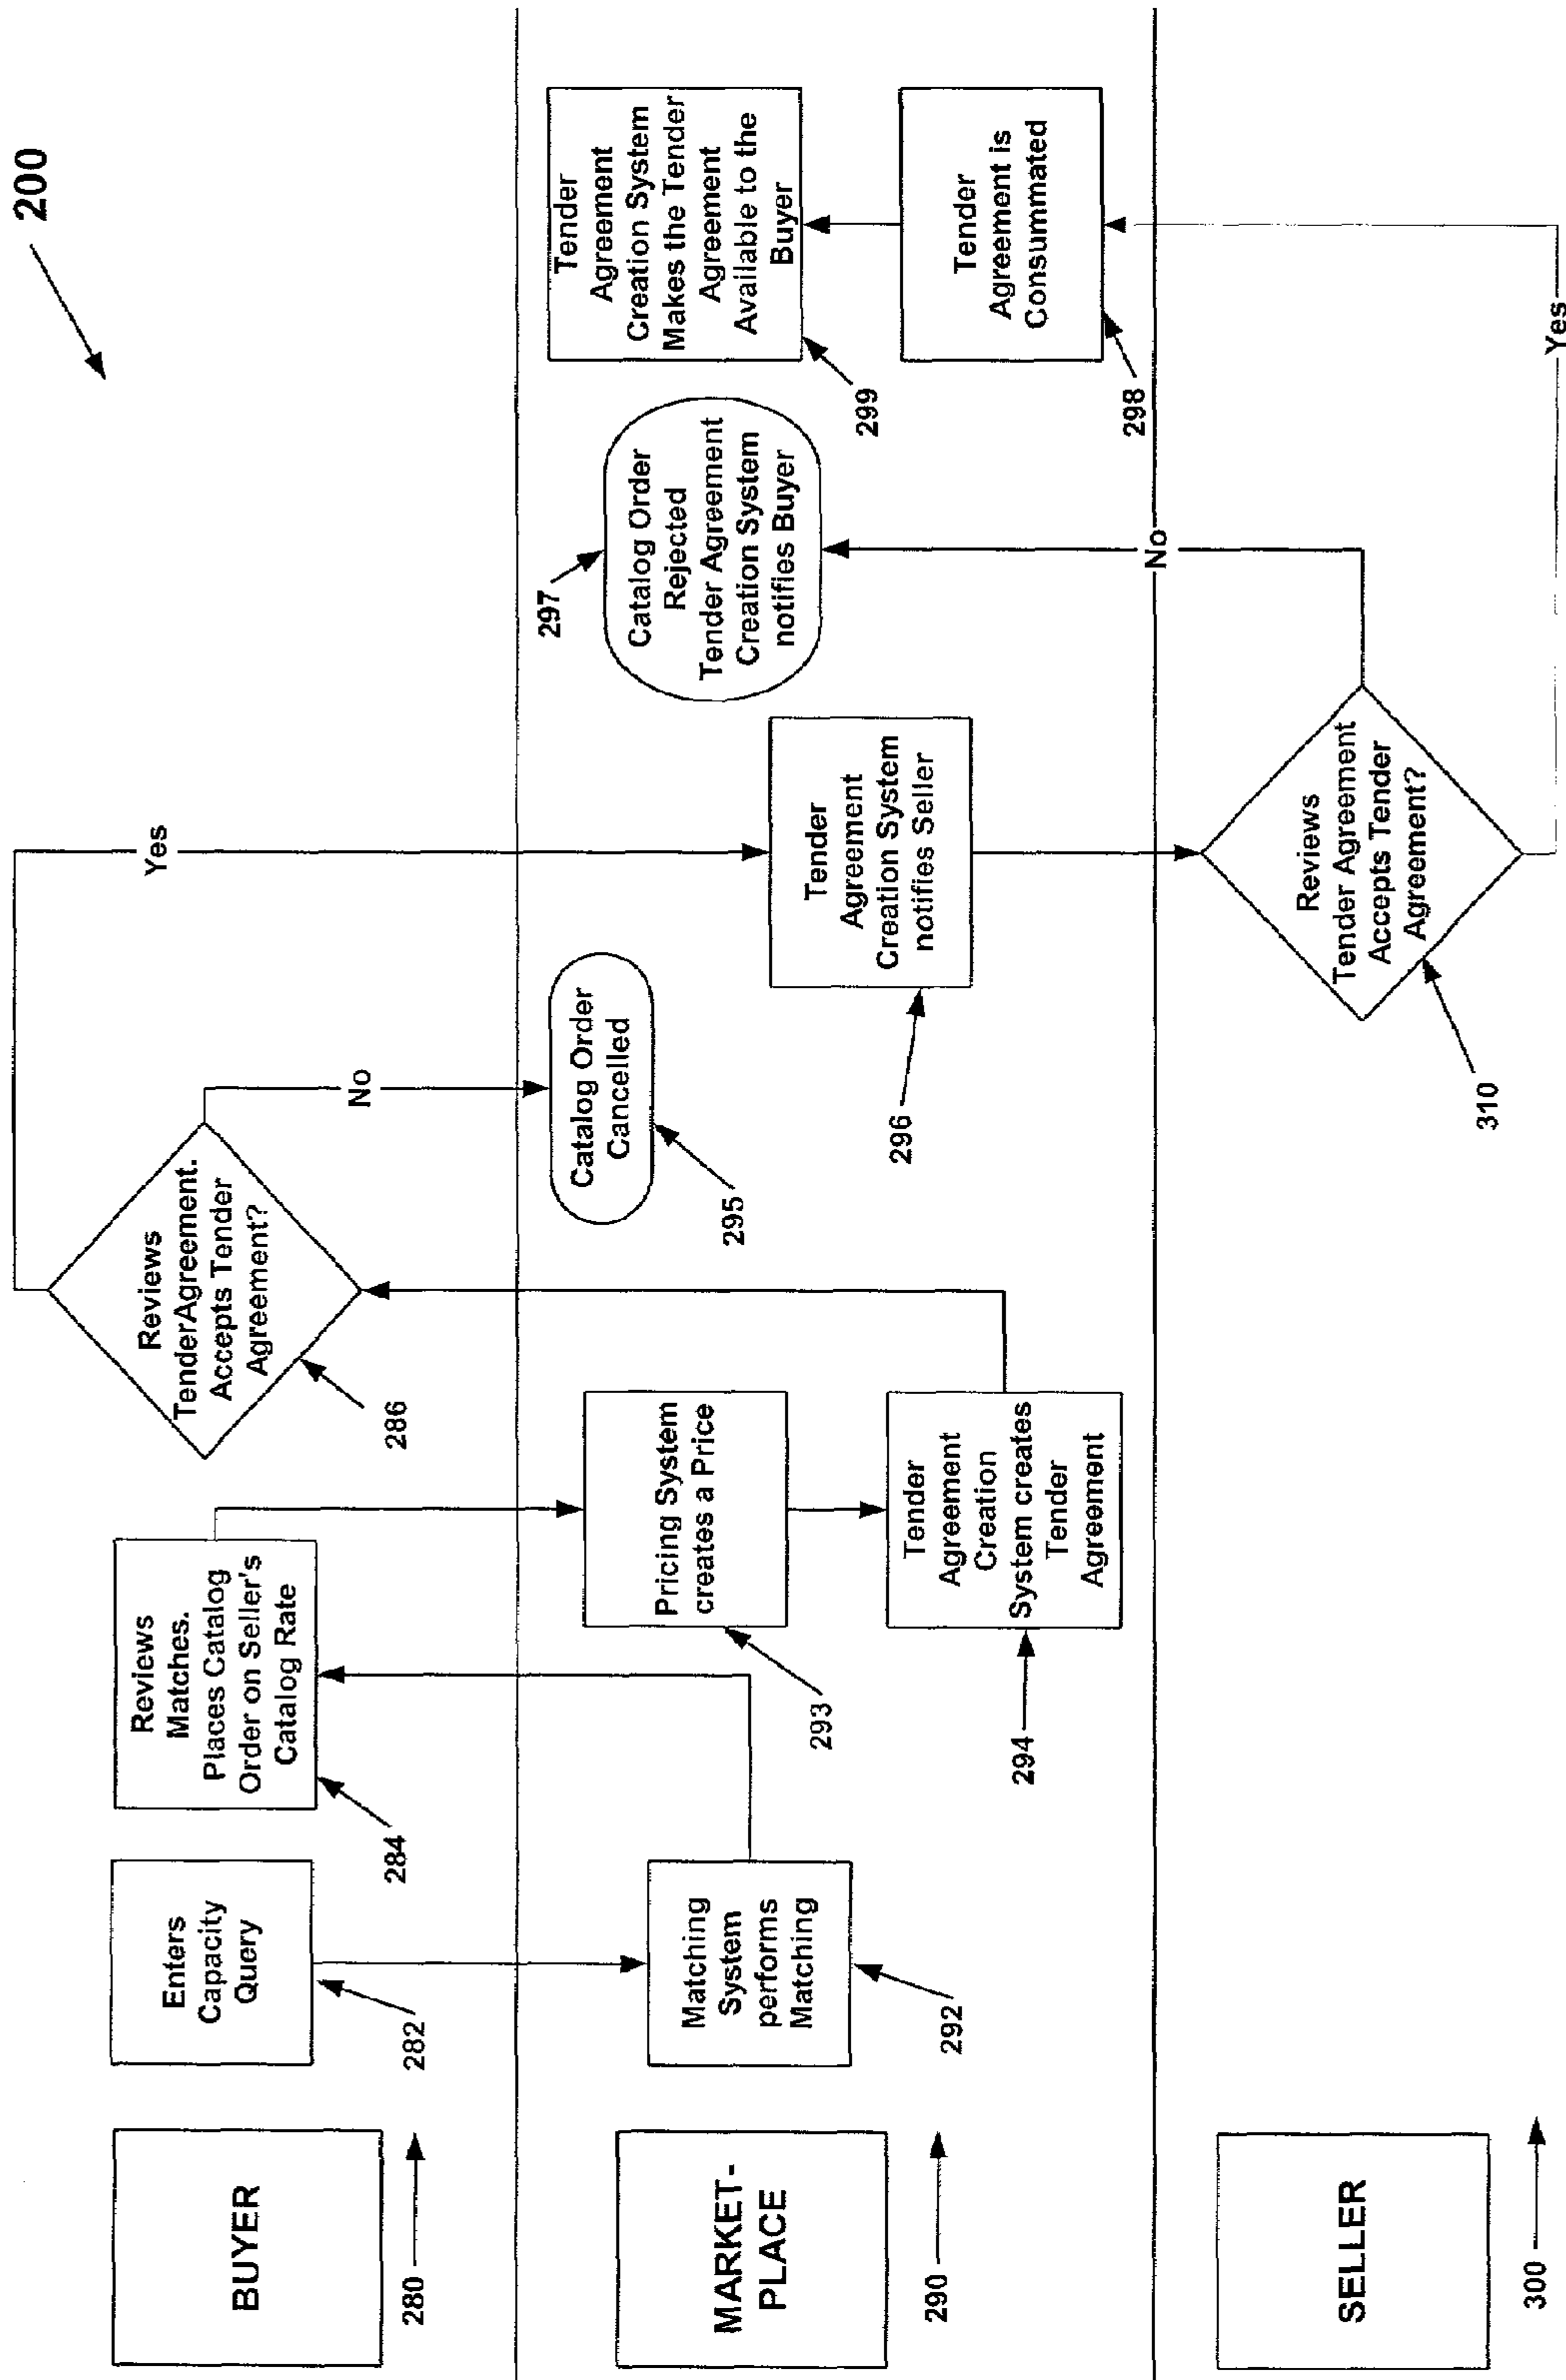 200
BUYER
280
Enters
Capacity
Query
282
Reviews
Matches.
Places Catalog
Order on Seller's
Catalog Rate
284
Reviews
TenderAgreement.
Accepts Tender
Agreement?
286
No
Yes
MARKET-
PLACE
290
Matching
System
performs
Matching
292
Pricing System
creates a Price
293
Tender
Agreement
Creation
System creates
Tender
Agreement
294
Catalog Order
Cancelled
295
Tender
Agreement
Creation System
notifies Seller
296
Catalog Order
Rejected
Tender Agreement
Creation System
notifies Buyer
297
Tender
Agreement is
Consummated
298
Tender
Agreement
Creation System
Makes the Tender
Agreement
Available to the
Buyer
299
SELLER
300
Reviews
Tender Agreement
Accepts Tender
Agreement?
310
No
Yes